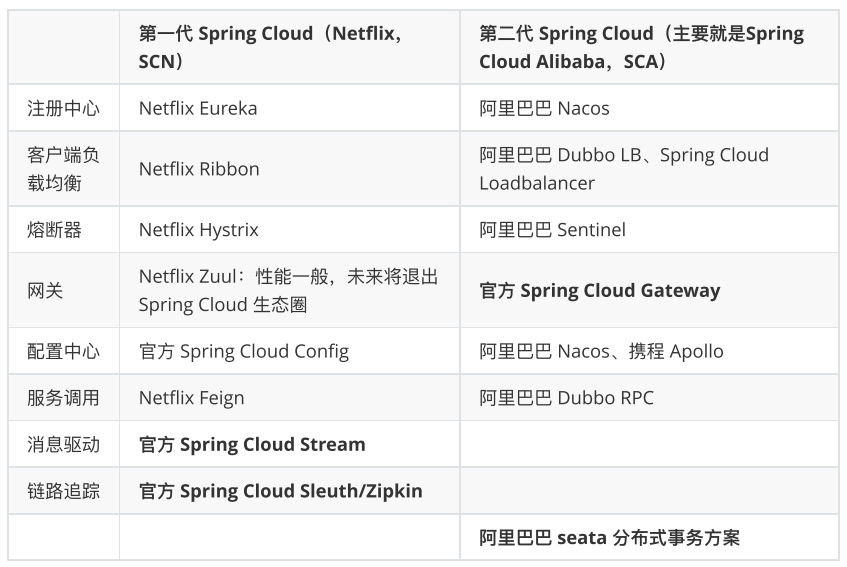 第一代 Spring Cloud（Netflix，
SCN）
第二代 Spring Cloud（主要就是Spring
Cloud Alibaba，SCA）
注册中心
Netflix Eureka
阿里巴巴 Nacos
客户端负
载均衡
Netflix Ribbon
阿里巴巴 Dubbo LB、Spring Cloud
Loadbalancer
熔断器
Netflix Hystrix
阿里巴巴 Sentinel
网关
Netflix Zuul：性能一般，未来将退出
Spring Cloud 生态圈
官方 Spring Cloud Gateway
配置中心
官方 Spring Cloud Config
阿里巴巴 Nacos、携程 Apollo
服务调用
Netflix Feign
阿里巴巴 Dubbo RPC
消息驱动
官方 Spring Cloud Stream
链路追踪
官方 Spring Cloud Sleuth/Zipkin
阿里巴巴 seata 分布式事务方案